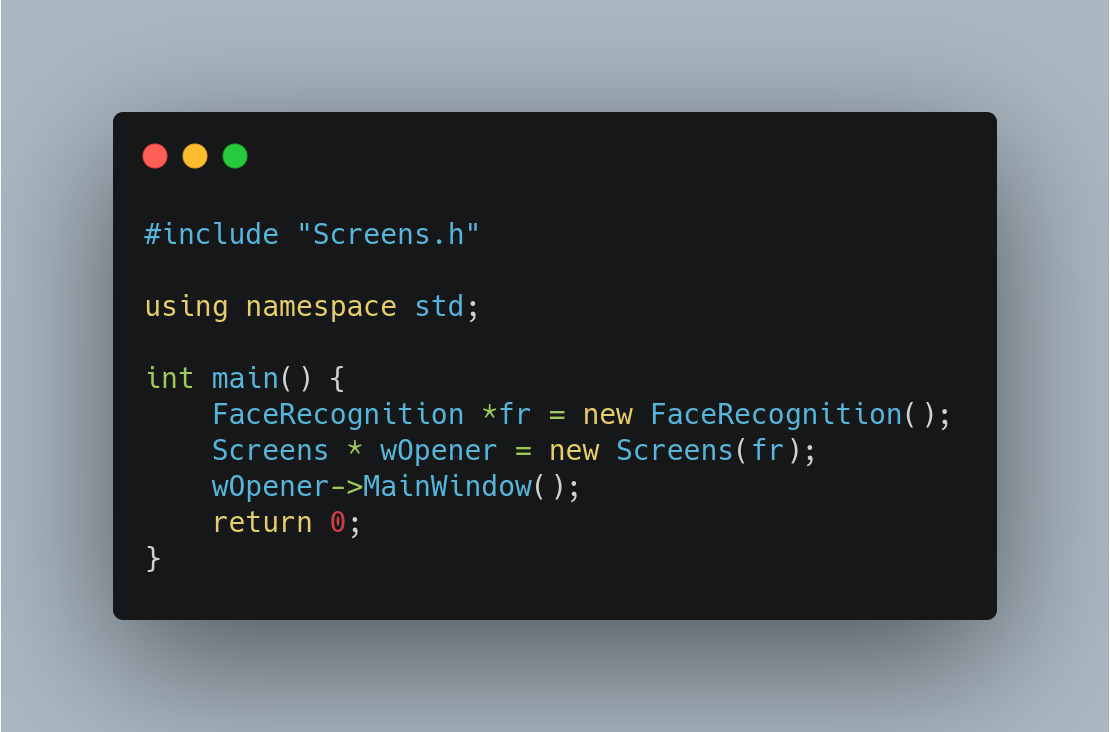 #include "Screens.h"
using namespace std;
int main() {
    FaceRecognition *fr = new FaceRecognition();
    Screens * wOpener = new Screens(fr);
    wOpener->MainWindow();
    return 0;
}